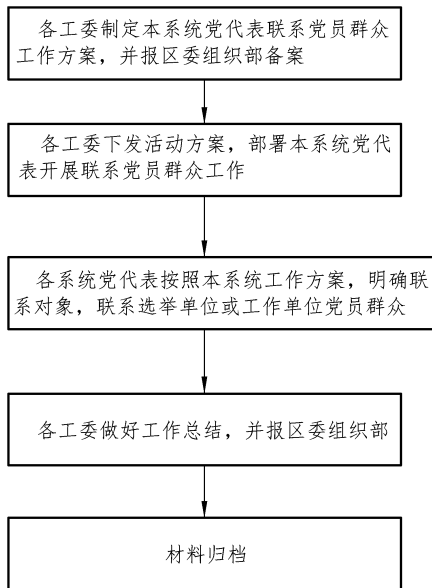 各工委制定本系统党代表联系党员群众
工作方案，并报区委组织部备案
各工委下发活动方案，部署本系统党代
表开展联系党员群众工作
各系统党代表按照本系统工作方案，明确联
系对象，联系选举单位或工作单位党员群众
各工委做好工作总结，并报区委组织部
材料归档